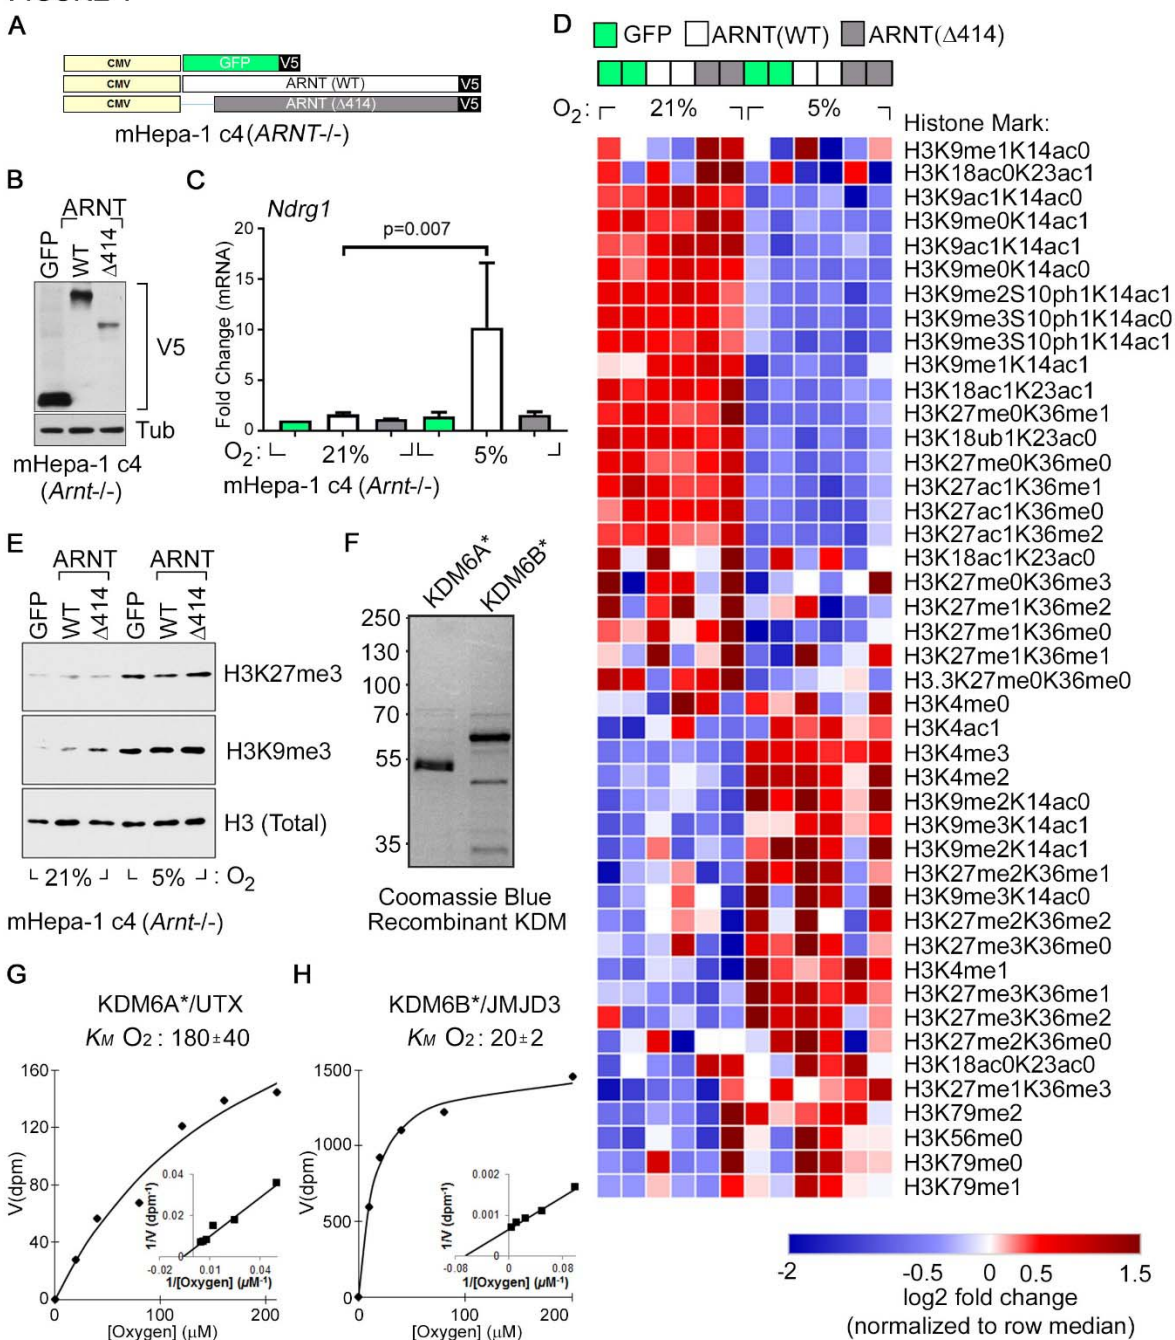 A
CMV GFP V5
CMV ARNT (WT) V5
CMV ARNT (Δ414) V5
mHepa-1 c4(ARNT-/-)
B
ARNT
GFP
WT
Δ414
V5
Tub
mHepa-1 c4
(Arnt-/-)
C
Ndrg1
p=0.007
Fold Change (mRNA)
20
15
10
5
0
O2: 21% 5%
mHepa-1 c4 (Arnt-/-)
D
GFP ARNT(WT) ARNT(Δ414)
O2: 21% 5%
Histone Mark:
H3K9me1K14ac0
H3K18ac0K23ac1
H3K9ac1K14ac0
H3K9me0K14ac1
H3K9ac1K14ac1
H3K9me0K14ac0
H3K9me2S10ph1K14ac1
H3K9me3S10ph1K14ac0
H3K9me3S10ph1K14ac1
H3K9me1K14ac1
H3K18ac1K23ac1
H3K27me0K36me1
H3K18ub1K23ac0
H3K27me0K36me0
H3K27ac1K36me1
H3K27ac1K36me0
H3K27ac1K36me2
H3K18ac1K23ac0
H3K27me0K36me3
H3K27me1K36me2
H3K27me1K36me0
H3K27me1K36me1
H3.3K27me0K36me0
H3K4me0
H3K4ac1
H3K4me3
H3K4me2
H3K9me2K14ac0
H3K9me3K14ac1
H3K9me2K14ac1
H3K27me2K36me1
H3K9me3K14ac0
H3K27me2K36me2
H3K27me3K36me0
H3K4me1
H3K27me3K36me1
H3K27me3K36me2
H3K27me2K36me0
H3K18ac0K23ac0
H3K27me1K36me3
H3K79me2
H3K56me0
H3K79me0
H3K79me1
-2 -0.5 0 0.5 1.5
log2 fold change
(normalized to row median)
E
ARNT ARNT
GFP WT Δ414 GFP WT Δ414
H3K27me3
H3K9me3
H3 (Total)
21% 5% : O2
mHepa-1 c4 (Arnt-/-)
F
KDM6A*
KDM6B*
250
130
100
70
55
35
Coomassie Blue
Recombinant KDM
G
KDM6A*/UTX
KM O2 : 180±40
V(dpm)
160
120
80
40
0
0 100 200
[Oxygen] (µM)
1/V (dpm-1)
0.04
0.02
0
-0.02 0.01 0.04
1/[Oxygen] (µM-1)
H
KDM6B*/JMJD3
KM O2 : 20±2
V(dpm)
1500
1000
500
0
0 100 200
[Oxygen] (µM)
1/V (dpm-1)
0.002
0.001
0
-0.08 0 0.08
1/[Oxygen] (µM-1)